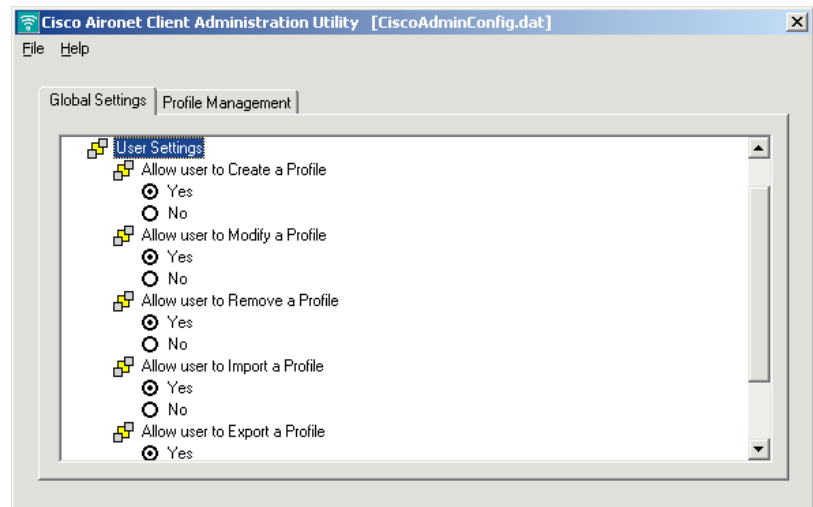 Cisco Aironet Client Administration Utility [CiscoAdminConfig.dat]
File Help
Global Settings Profile Management
User Settings
Allow user to Create a Profile
Yes
No
Allow user to Modify a Profile
Yes
No
Allow user to Remove a Profile
Yes
No
Allow user to Import a Profile
Yes
No
Allow user to Export a Profile
Yes